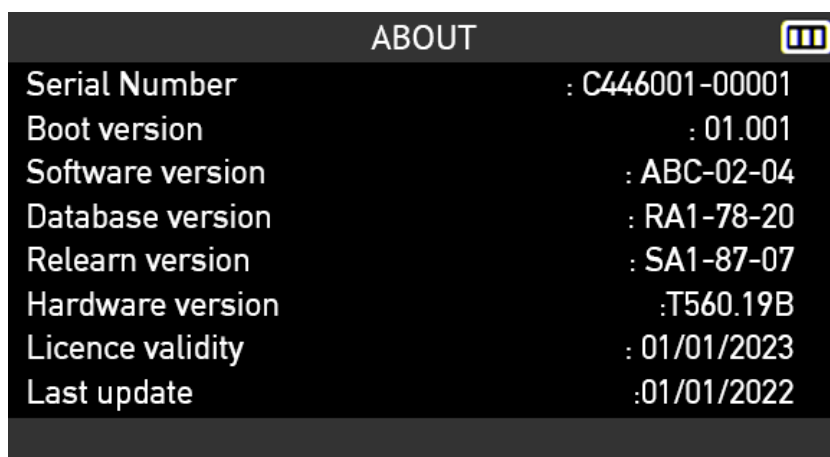 ABOUT
Serial Number : C446001-00001
Boot version : 01.001
Software version : ABC-02-04
Database version : RA1-78-20
Relearn version : SA1-87-07
Hardware version :T560.19B
Licence validity : 01/01/2023
Last update :01/01/2022